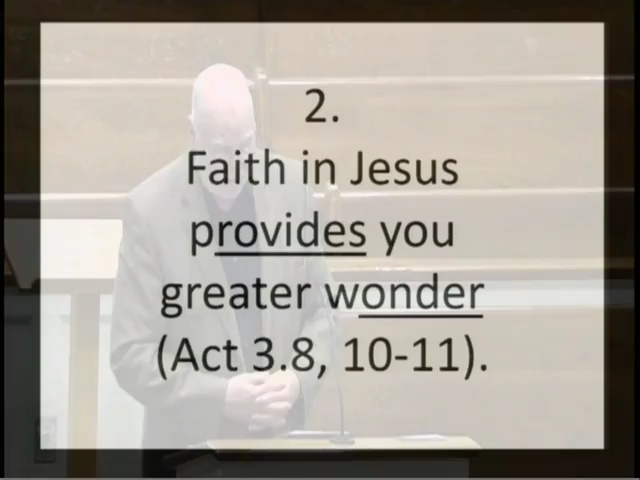 2.
Faith in Jesus
provides you
greater wonder
(Act 3.8, 10-11).